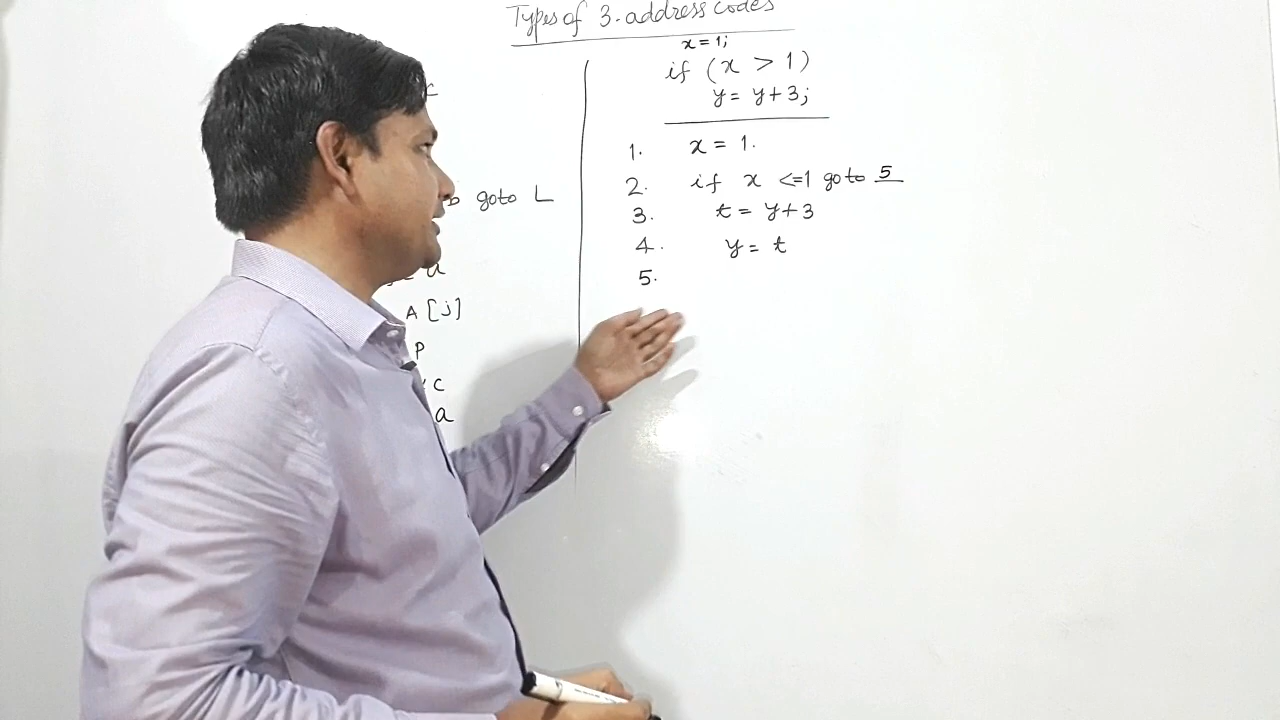 Types of 3-address codes
c
goto L
a
A[j]
P
c
a
x = 1;
if (x > 1)
y = y+3;
1. x = 1.
2. if x <=1 goto 5
3. t = y+3
4. y = t
5.